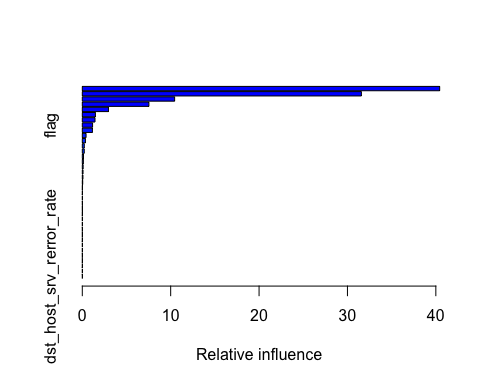 flag
dst_host_srv_rerror_rate
0 10 20 30 40
Relative influence